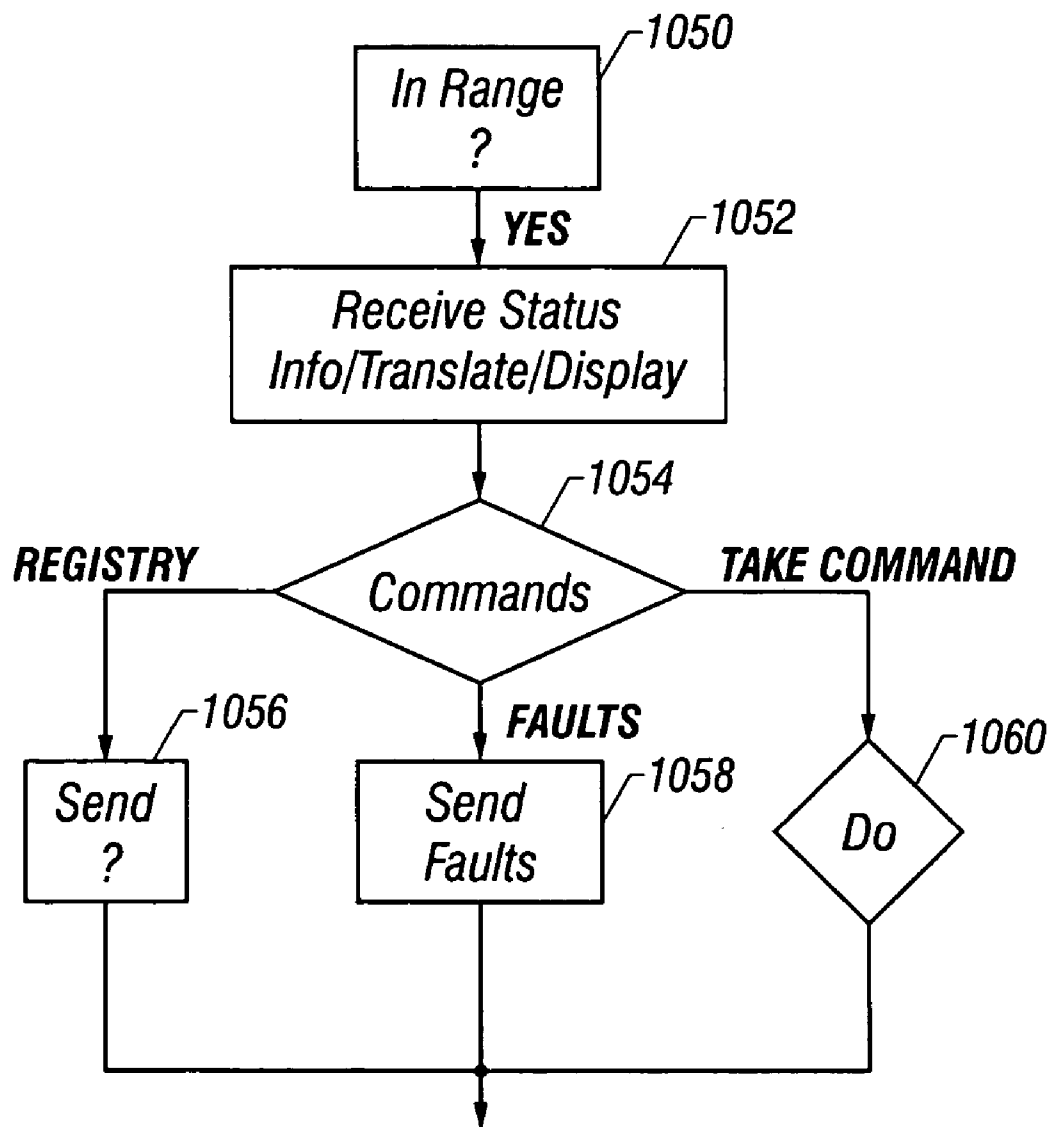 1050
In Range
?
YES
1052
Receive Status
Info/Translate/Display
1054
REGISTRY
Commands
TAKE COMMAND
1056
FAULTS
1060
Send
?
1058
Send
Faults
Do